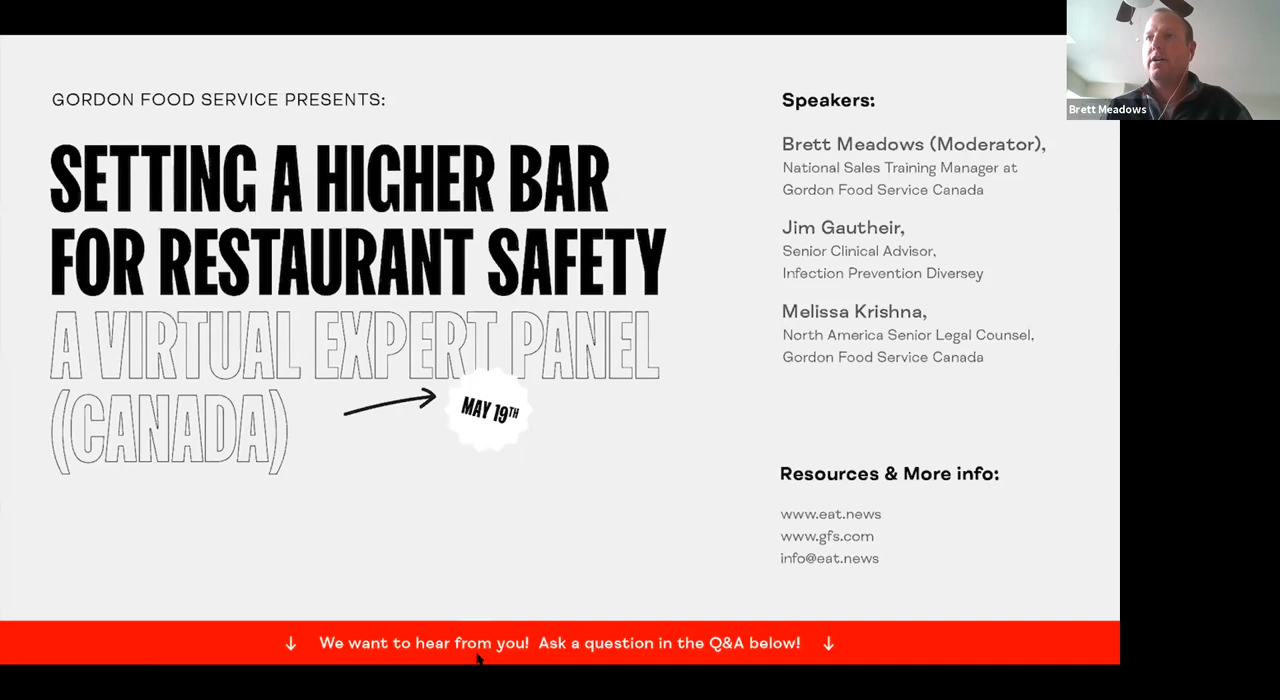 GORDON FOOD SERVICE PRESENTS:
SETTING A HIGHER BAR
FOR RESTAURANT SAFETY
A VIRTUAL EXPERT PANEL
(CANADA)
MAY 19TH
Speakers:
Brett Meadows (Moderator),
National Sales Training Manager at
Gordon Food Service Canada
Jim Gautheir,
Senior Clinical Advisor,
Infection Prevention Diversey
Melissa Krishna,
North America Senior Legal Counsel,
Gordon Food Service Canada
Resources & More info:
www.eat.news
www.gfs.com
info@eat.news
↓ We want to hear from you! Ask a question in the Q&A below! ↓
Brett Meadows